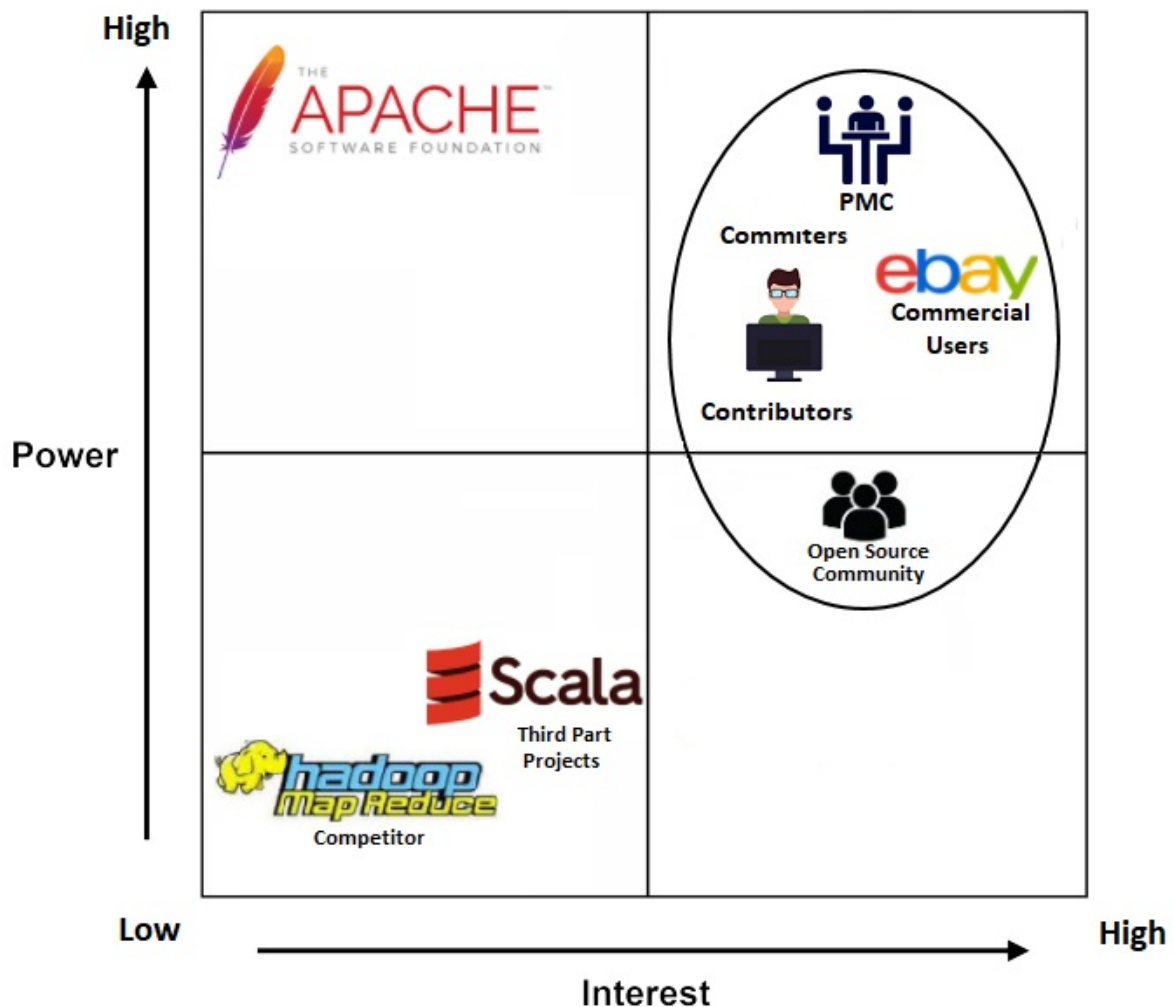 High
THE
APACHE™
SOFTWARE FOUNDATION
PMC
Commiters
ebay
Commercial
Users
Contributors
Power
Open Source
Community
Scala
Third Part
Projects
hadoop
Map Reduce
Competitor
Low
High
Interest